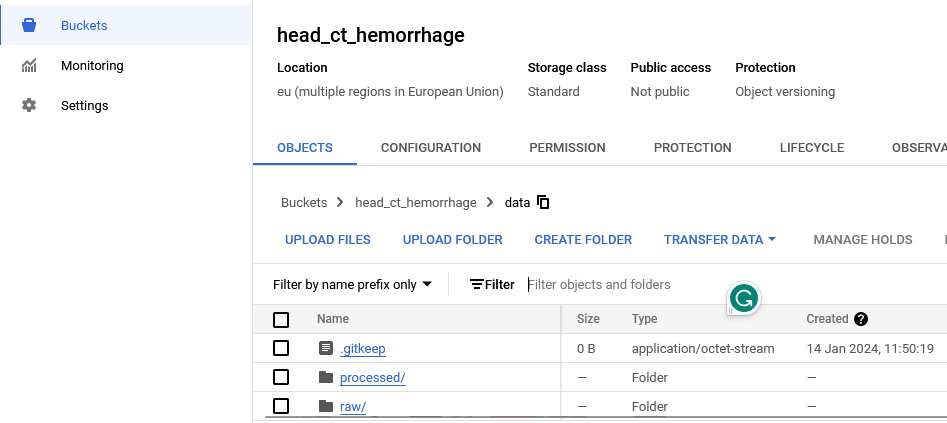 Buckets
Monitoring
Settings
head_ct_hemorrhage
Location Storage class Public access Protection
eu (multiple regions in European Union) Standard Not public Object versioning
OBJECTS CONFIGURATION PERMISSION PROTECTION LIFECYCLE OBSERVA
Buckets > head_ct_hemorrhage > data
UPLOAD FILES UPLOAD FOLDER CREATE FOLDER TRANSFER DATA MANAGE HOLDS
Filter by name prefix only Filter Filter objects and folders
Name Size Type Created ?
.gitkeep 0 B application/octet-stream 14 Jan 2024, 11:50:19
processed/ — Folder —
raw/ — Folder —